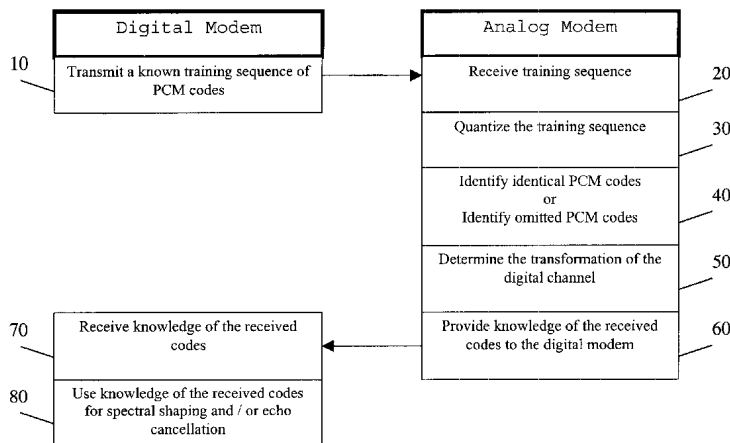 Digital Modem
Analog Modem
10
Transmit a known training sequence of
PCM codes
Receive training sequence
20
Quantize the training sequence
30
Identify identical PCM codes
or
Identify omitted PCM codes
40
Determine the transformation of the
digital channel
50
70
Receive knowledge of the received
codes
Provide knowledge of the received
codes to the digital modem
60
80
Use knowledge of the received codes
for spectral shaping and / or echo
cancellation